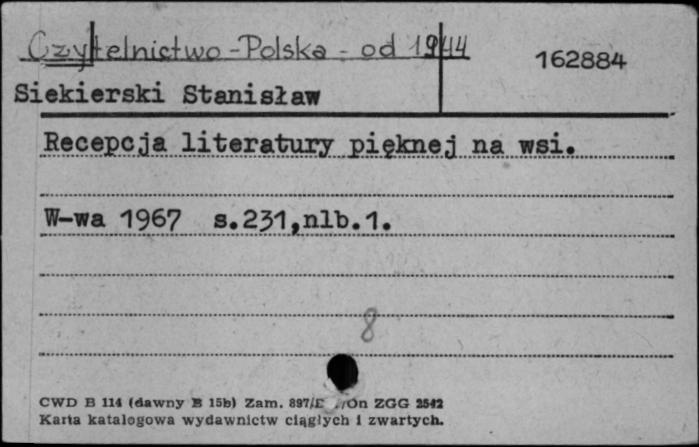 Czytelnictwo - Polska - od 1944
162884
Siekierski Stanisław
Recepcja literatury pięknej na wsi.
W-wa 1967 s.231,nlb.1.
8
CWD B 114 (dawny B 15b) Zam. 897/E ZGG 2542
Karta katalogowa wydawnictw ciągłych i zwartych.